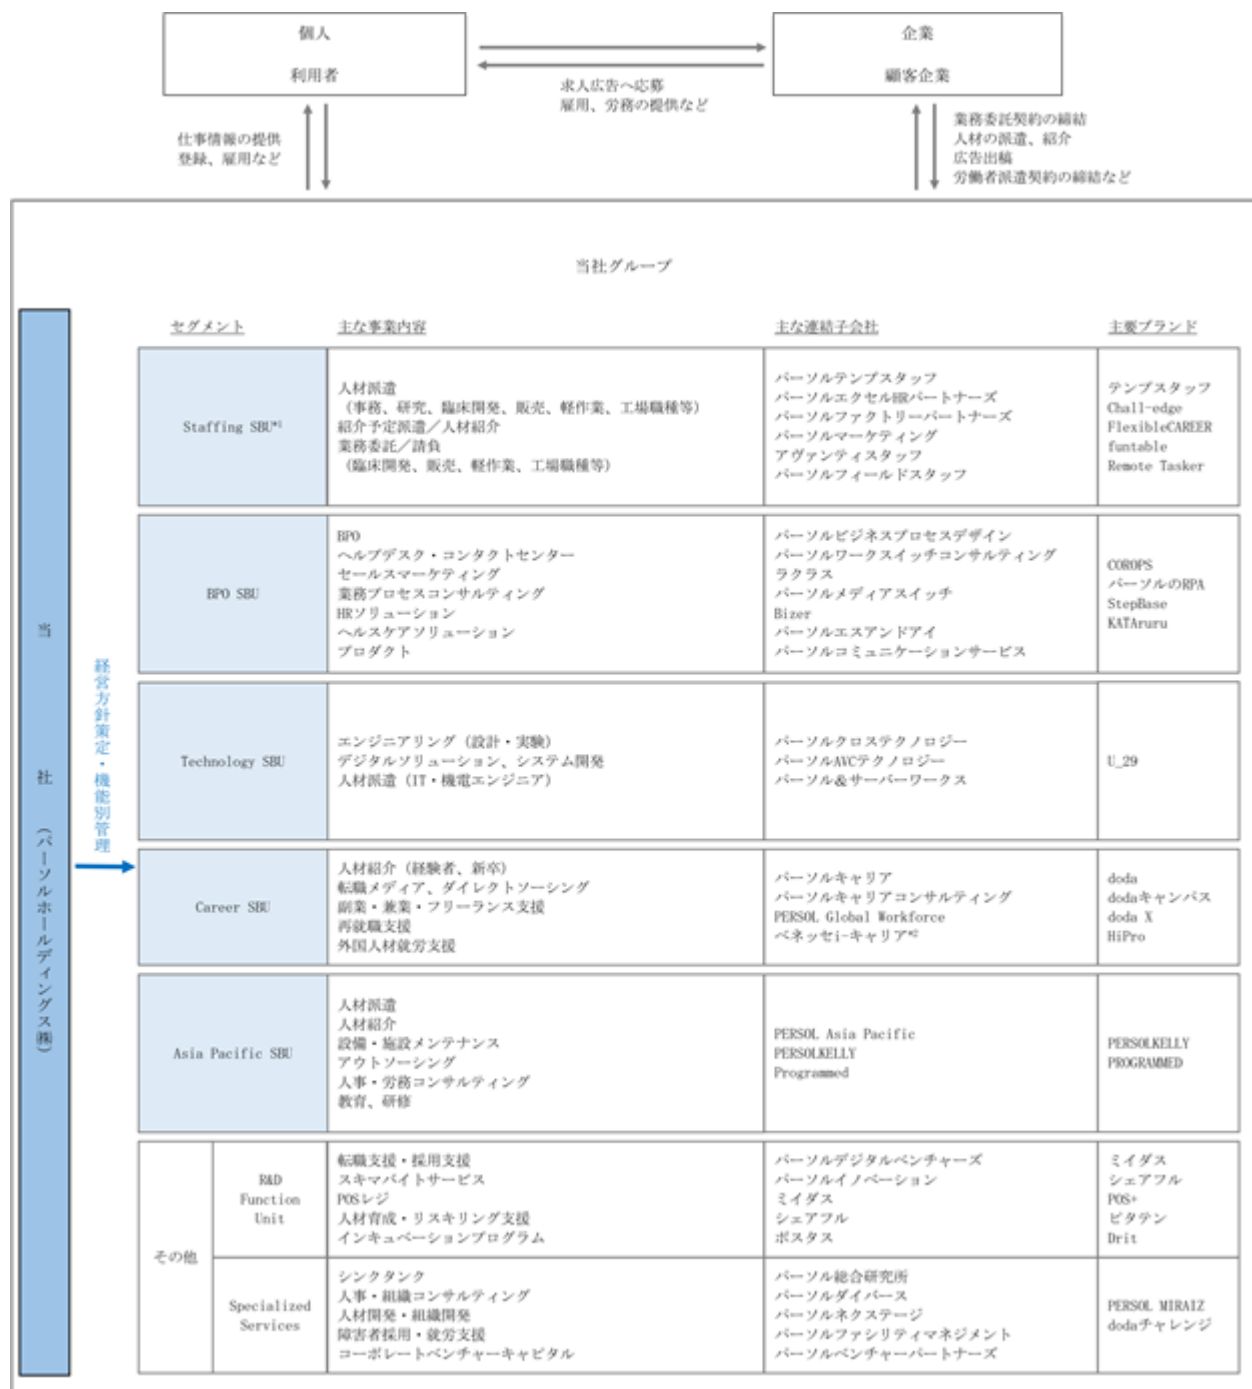 個人
利用者
企業
顧客企業
求人広告へ応募
雇用、労務の提供など
仕事情報の提供
登録、雇用など
業務委託契約の締結
人材の派遣、紹介
広告出稿
労働者派遣契約の締結など
当社グループ
当社(パーソルホールディングス㈱)
経営方針策定・機能別管理
セグメント
主な事業内容
主な連結子会社
主要ブランド
Staffing SBU*1
人材派遣
(事務、研究、臨床開発、販売、軽作業、工場職種等)
紹介予定派遣/人材紹介
業務委託/請負
(臨床開発、販売、軽作業、工場職種等)
パーソルテンプスタッフ
パーソルエクセルHRパートナーズ
パーソルファクトリーパートナーズ
パーソルマーケティング
アヴァンティスタッフ
パーソルフィールドスタッフ
テンプスタッフ
Chall-edge
FlexibleCAREER
funtable
Remote Tasker
BPO SBU
BPO
ヘルプデスク・コンタクトセンター
セールスマーケティング
業務プロセスコンサルティング
HRソリューション
ヘルスケアソリューション
プロダクト
パーソルビジネスプロセスデザイン
パーソルワークスイッチコンサルティング
ラクラス
パーソルメディアスイッチ
Bizer
パーソルエスアンドアイ
パーソルコミュニケーションサービス
COROPS
パーソルのRPA
StepBase
KATAruru
Technology SBU
エンジニアリング(設計・実験)
デジタルソリューション、システム開発
人材派遣(IT・機電エンジニア)
パーソルクロステクノロジー
パーソルAVCテクノロジー
パーソル&サーバーワークス
U_29
Career SBU
人材紹介(経験者、新卒)
転職メディア、ダイレクトソーシング
副業・兼業・フリーランス支援
再就職支援
外国人材就労支援
パーソルキャリア
パーソルキャリアコンサルティング
PERSOL Global Workforce
ベネッセi-キャリア*2
doda
dodaキャンパス
doda X
HiPro
Asia Pacific SBU
人材派遣
人材紹介
設備・施設メンテナンス
アウトソーシング
人事・労務コンサルティング
教育、研修
PERSOL Asia Pacific
PERSOLKELLY
Programmed
PERSOLKELLY
PROGRAMMED
その他
R&D
Function
Unit
転職支援・採用支援
スキマバイトサービス
POSレジ
人材育成・リスキリング支援
インキュベーションプログラム
パーソルデジタルベンチャーズ
パーソルイノベーション
ミイダス
シェアフル
ポスタス
ミイダス
シェアフル
POS+
ピタテン
Drit
Specialized
Services
シンクタンク
人事・組織コンサルティング
人材開発・組織開発
障害者採用・就労支援
コーポレートベンチャーキャピタル
パーソル総合研究所
パーソルダイバース
パーソルネクステージ
パーソルファシリティマネジメント
パーソルベンチャーパートナーズ
PERSOL MIRAIZ
dodaチャレンジ